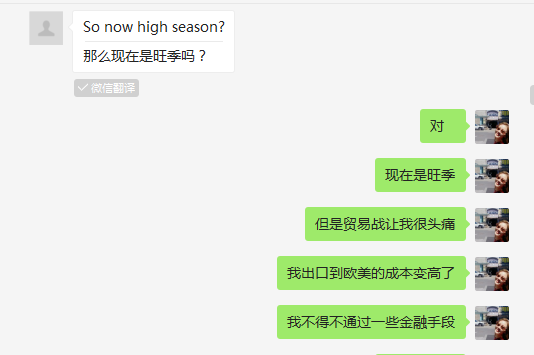 So now high season?
那么现在是旺季吗？
微信翻译
对
现在是旺季
但是贸易战让我很头痛
我出口到欧美的成本变高了
我不得不通过一些金融手段